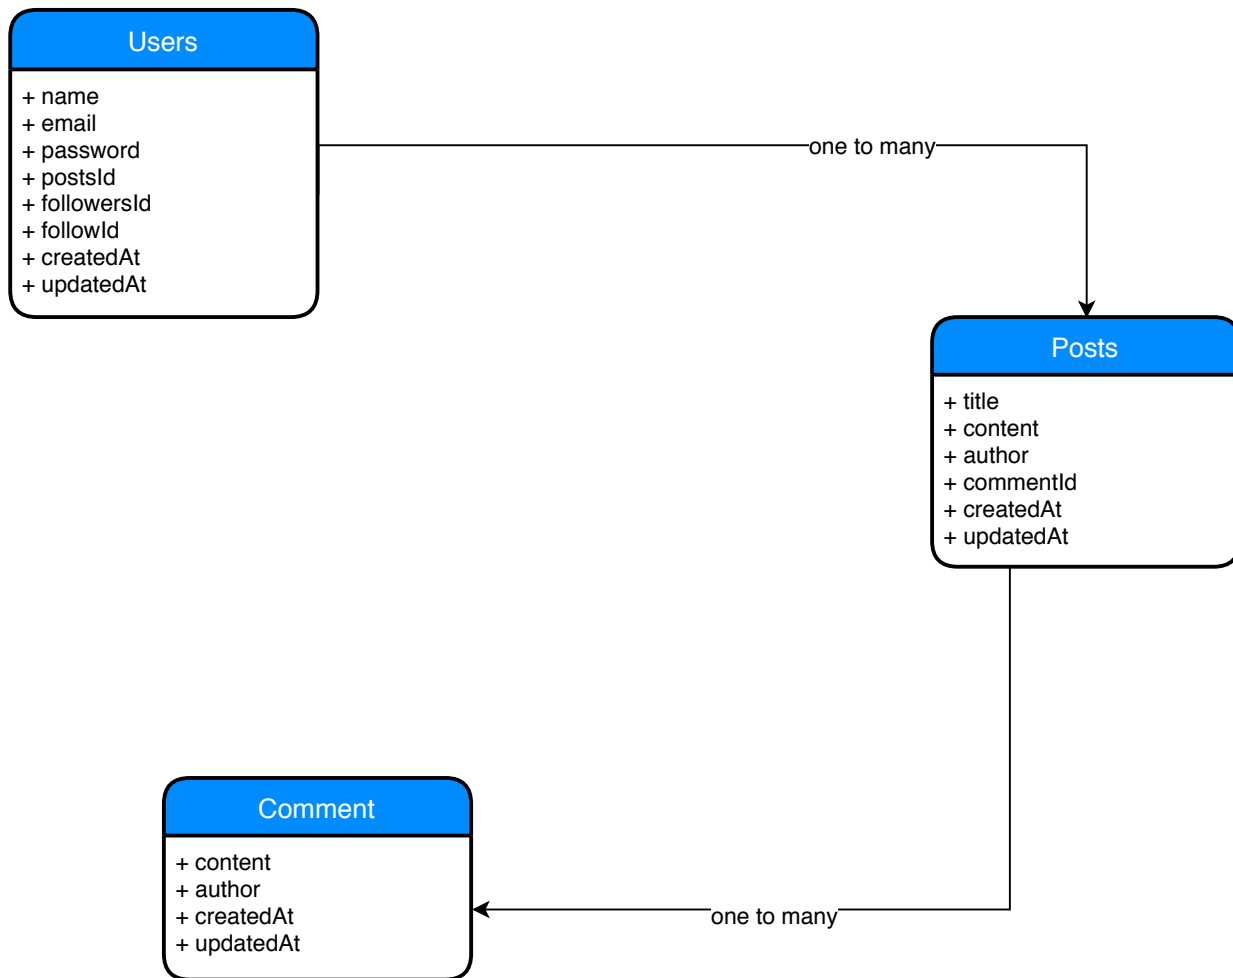 Users
+ name
+ email
+ password
+ postsId
+ followersId
+ followId
+ createdAt
+ updatedAt
one to many
Posts
+ title
+ content
+ author
+ commentId
+ createdAt
+ updatedAt
Comment
+ content
+ author
+ createdAt
+ updatedAt
one to many